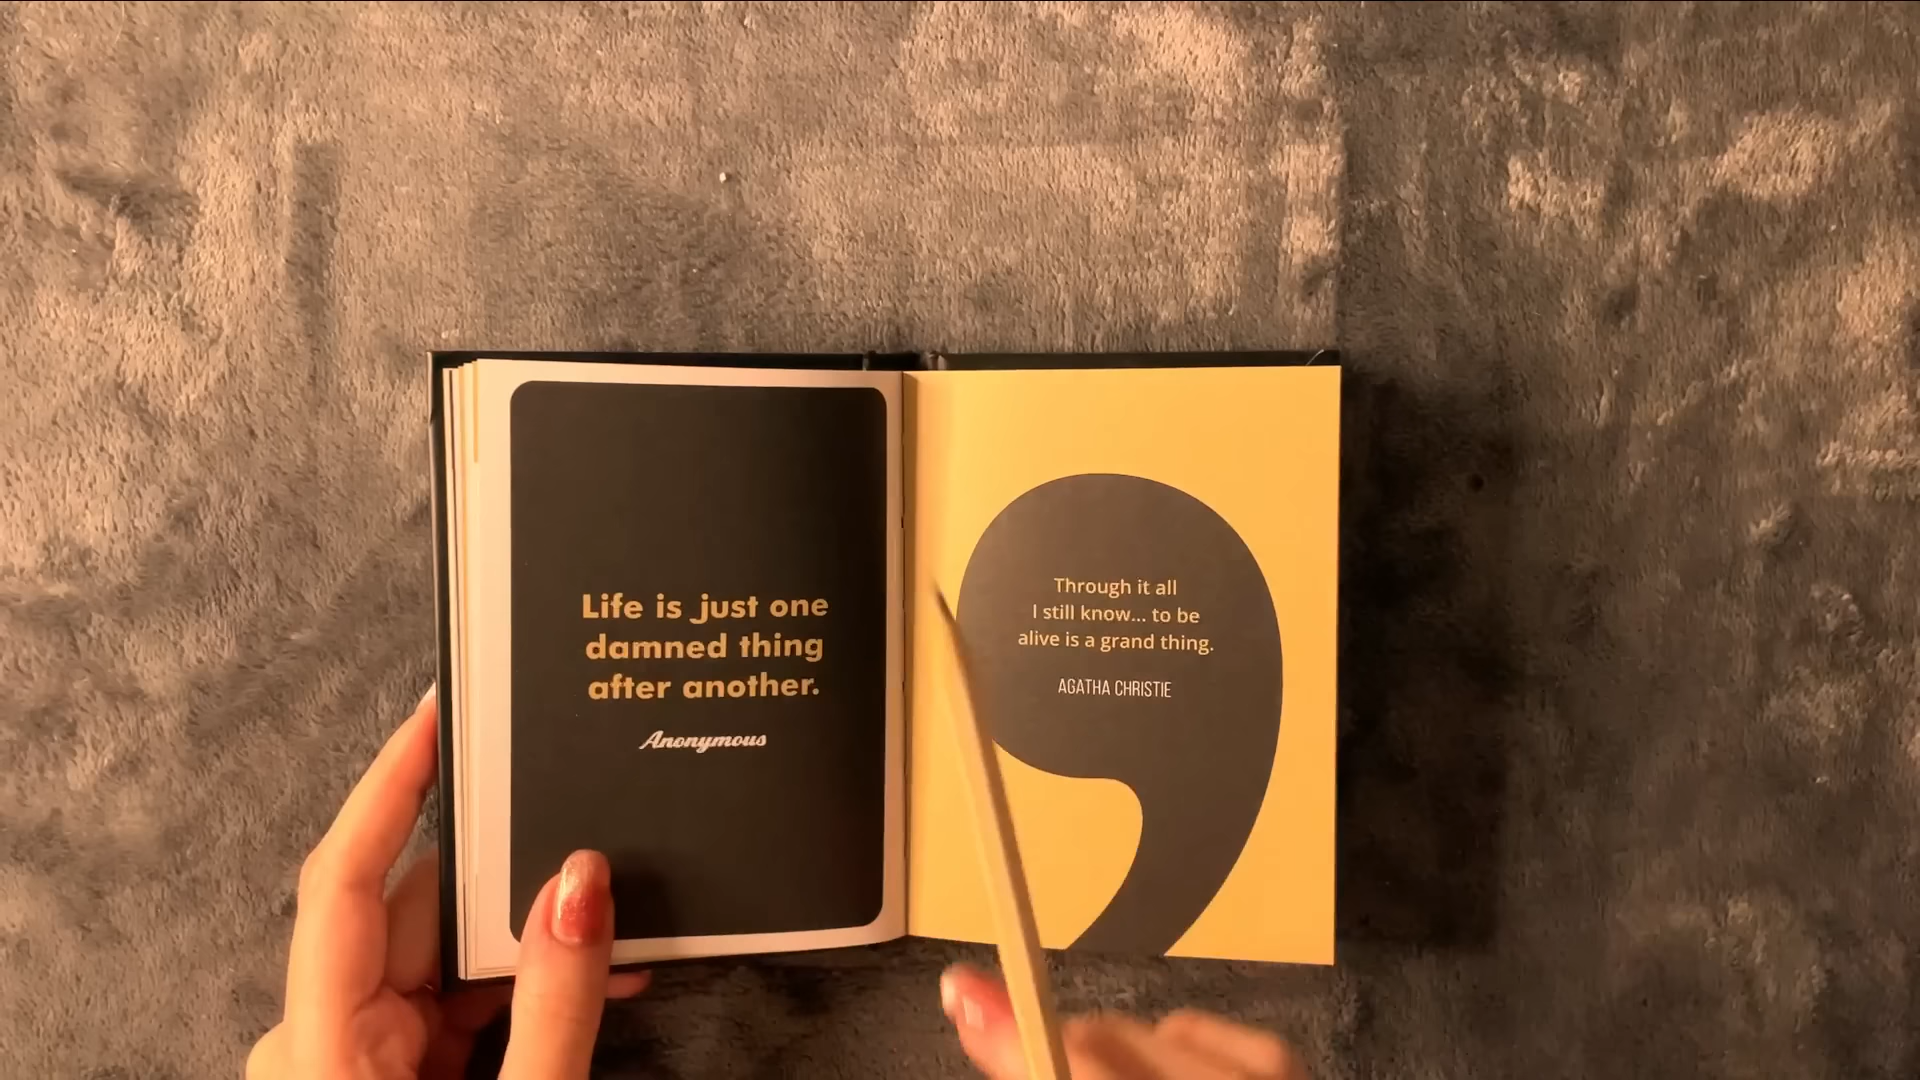 Life is just one
damned thing
after another.
Anonymous
Through it all
I still know... to be
alive is a grand thing.
AGATHA CHRISTIE